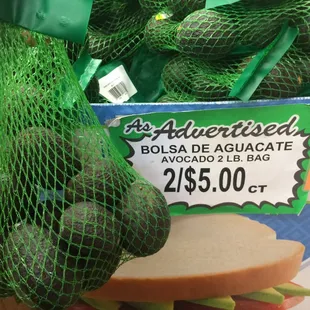 As Advertised
BOLSA DE AGUACATE
AVOCADO 2 LB. BAG
2/$5.00 CT